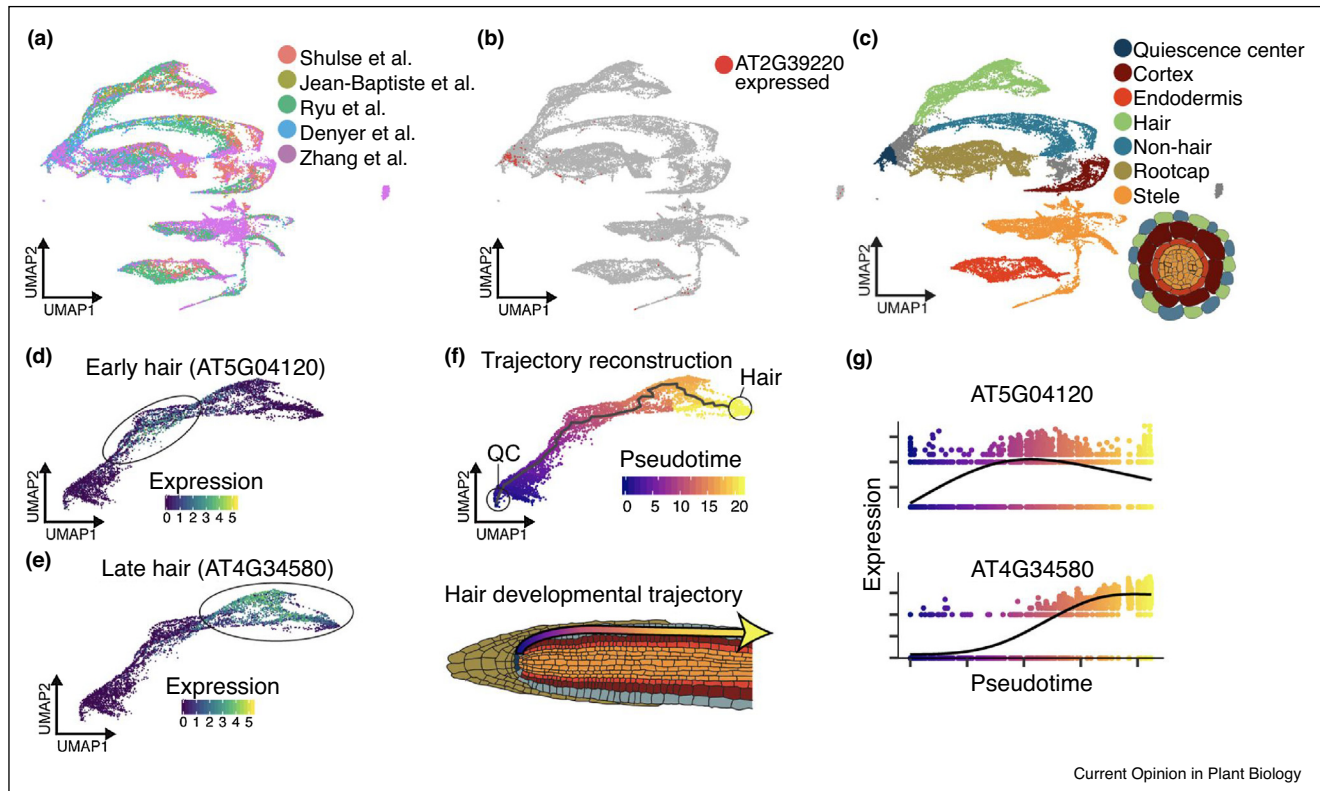 (a)
Shulse et al.
Jean-Baptiste et al.
Ryu et al.
Denyer et al.
Zhang et al.
UMAP2
UMAP1
(b)
AT2G39220
expressed
UMAP2
UMAP1
(c)
Quiescence center
Cortex
Endodermis
Hair
Non-hair
Rootcap
Stele
UMAP2
UMAP1
(d)
Early hair (AT5G04120)
Expression
0 1 2 3 4 5
UMAP2
UMAP1
(e)
Late hair (AT4G34580)
Expression
0 1 2 3 4 5
UMAP2
UMAP1
(f)
Trajectory reconstruction
Hair
QC
Pseudotime
0 5 10 15 20
UMAP2
UMAP1
Hair developmental trajectory
(g)
AT5G04120
AT4G34580
Expression
Pseudotime
Current Opinion in Plant Biology